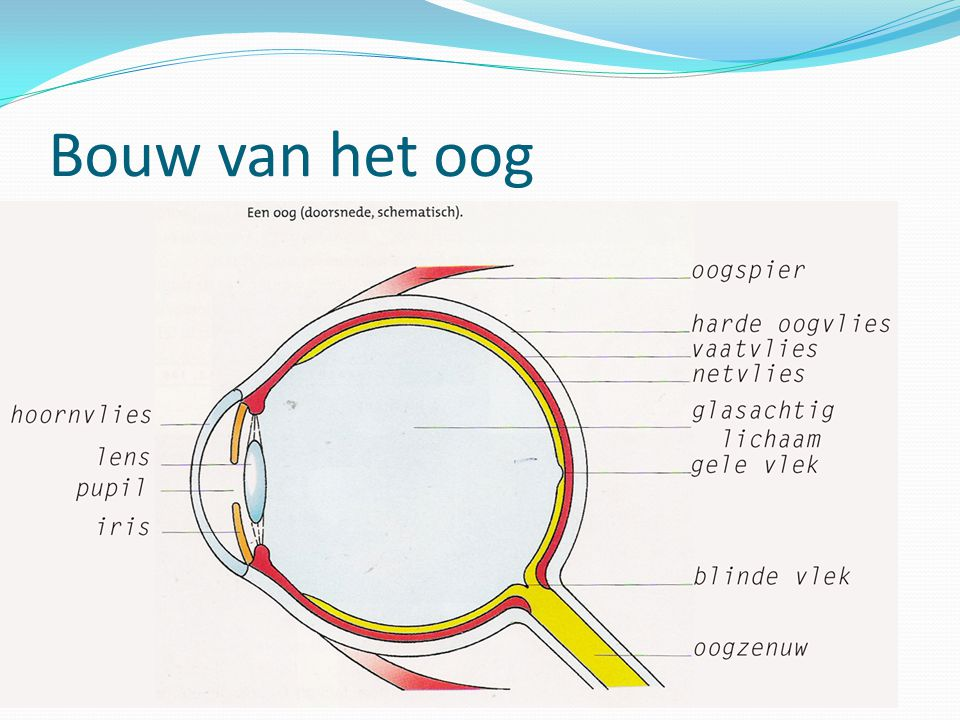 Bouw van het oog
Een oog (doorsnede, schematisch).
oogspier
harde oogvlies
vaatvlies
netvlies
glasachtig
lichaam
gele vlek
blinde vlek
oogzenuw
hoornvlies
lens
pupil
iris